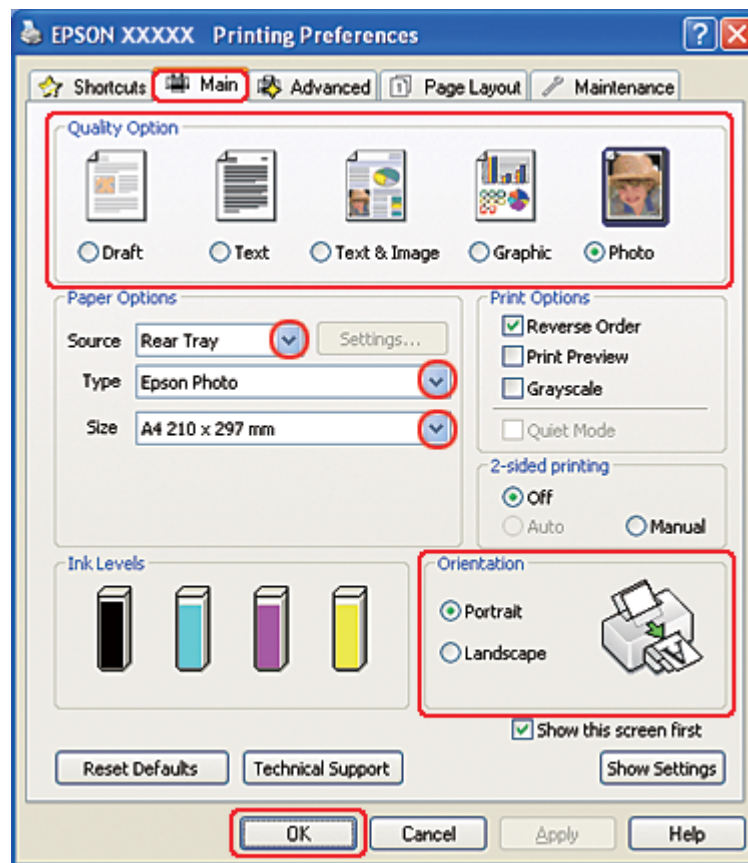 EPSON XXXXX Printing Preferences
Shortcuts Main Advanced Page Layout Maintenance
Quality Option
Draft Text Text & Image Graphic Photo
Paper Options
Source Rear Tray Settings...
Type Epson Photo
Size A4 210 x 297 mm
Print Options
Reverse Order
Print Preview
Grayscale
Quiet Mode
2-sided printing
Off
Auto Manual
Ink Levels
Orientation
Portrait
Landscape
Show this screen first
Reset Defaults Technical Support Show Settings
OK Cancel Apply Help